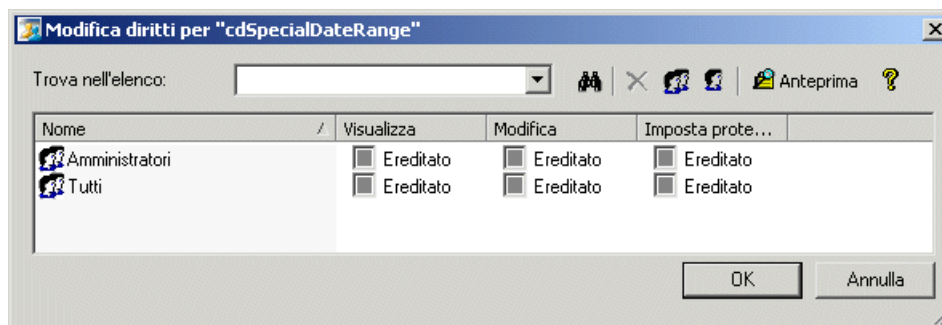 Modifica diritti per "cdSpecialDateRange"
Trova nell'elenco: Anteprima
Nome Visualizza Modifica Imposta prote...
Amministratori Ereditato Ereditato Ereditato
Tutti Ereditato Ereditato Ereditato
OK Annulla